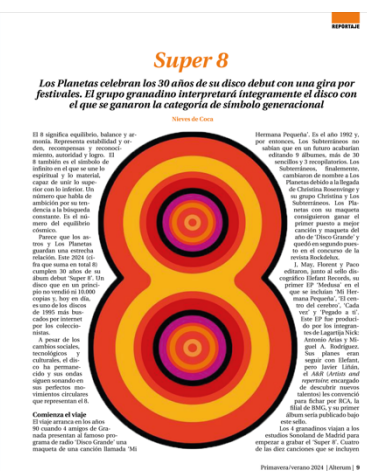 REPORTAJE
Super 8
Los Planetas celebran los 30 años de su disco debut con una gira por
festivales. El grupo granadino interpretará íntegramente el disco con
el que se ganaron la categoría de símbolo generacional
Nieves de Coca
El 8 significa equilibrio, balance y ar-
monía. Representa estabilidad y or-
den, recompensas y reconoci-
miento, autoridad y logro. El
8 también es el símbolo de
infinito en el que se une lo
espiritual y lo material,
capaz de unir lo supe-
rior con lo inferior. Un
número que habla de
ambición por su ten-
dencia a la búsqueda
constante. Es el nú-
mero del equilibrio
cósmico.
Parece que los as-
tros y Los Planetas
guardan una estrecha
relación. Este 2024 (ci-
fra que suma en total 8)
cumplen 30 años de su
álbum debut ‘Super 8’. Un
disco que en un princi-
pio no vendió ni 10.000
copias y, hoy en día,
es uno de los discos
de 1995 más bus-
cados por internet
por los coleccio-
nistas.
A pesar de los
cambios sociales,
tecnológicos y
culturales, el dis-
co ha permane-
cido y sus ondas
siguen sonando en
sus perfectos mo-
vimientos circulares
que representan el 8.
Comienza el viaje
El viaje arranca en los años
90 cuando 4 amigos de Gra-
nada presentan al famoso pro-
grama de radio ‘Disco Grande’ una
maqueta de una canción llamada ‘Mi
Hermana Pequeña’. Es el año 1992 y,
por entonces, Los Subterráneos no
sabían que en un futuro acabarían
editando 9 álbumes, más de 30
sencillos y 3 recopilatorios. Los
Subterráneos, finalmente,
cambiaron de nombre a Los
Planetas debido a la llegada
de Christina Rosenvinge y
su grupo Christina y Los
Subterráneos. Los Pla-
netas con su maqueta
consiguieron ganar el
primer puesto a mejor
canción y maqueta del
año de ‘Disco Grande’ y
quedó en segundo pues-
to en el concurso de la
revista Rockdelux.
J, May, Florent y Paco
editaron, junto al sello dis-
cográfico Elefant Records, su
primer EP ‘Medusa’ en el
que se incluían ‘Mi Her-
mana Pequeña’, ‘El cen-
tro del cerebro’, ‘Cada
vez’ y ‘Pegado a ti’.
Este EP fue produci-
do por los integran-
tes de Lagartija Nick:
Antonio Arias y Mi-
guel A. Rodríguez.
Sus planes eran
seguir con Elefant,
pero Javier Liñán,
el A&R (Artists and
repertoire, encargado
de descubrir nuevos
talentos) les convenció
para fichar por RCA, la
filial de BMG, y su primer
álbum sería publicado bajo
este sello.
Los 4 granadinos viajan a los
estudios Sonoland de Madrid para
empezar a grabar el ‘Super 8’. Cuatro
de las diez canciones que se incluyen
Primavera/verano 2024 | Alterum | 9